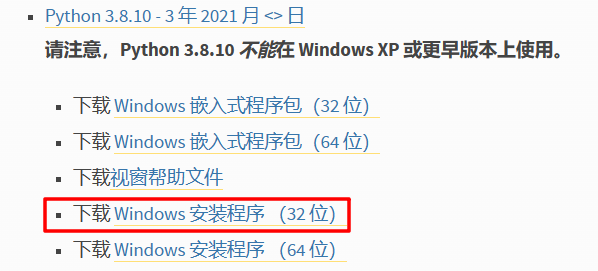 Python 3.8.10 - 3 年 2021 月 <> 日
请注意，Python 3.8.10 不能在 Windows XP 或更早版本上使用。
下载 Windows 嵌入式程序包（32 位）
下载 Windows 嵌入式程序包（64 位）
下载视窗帮助文件
下载 Windows 安装程序 （32 位）
下载 Windows 安装程序 （64 位）